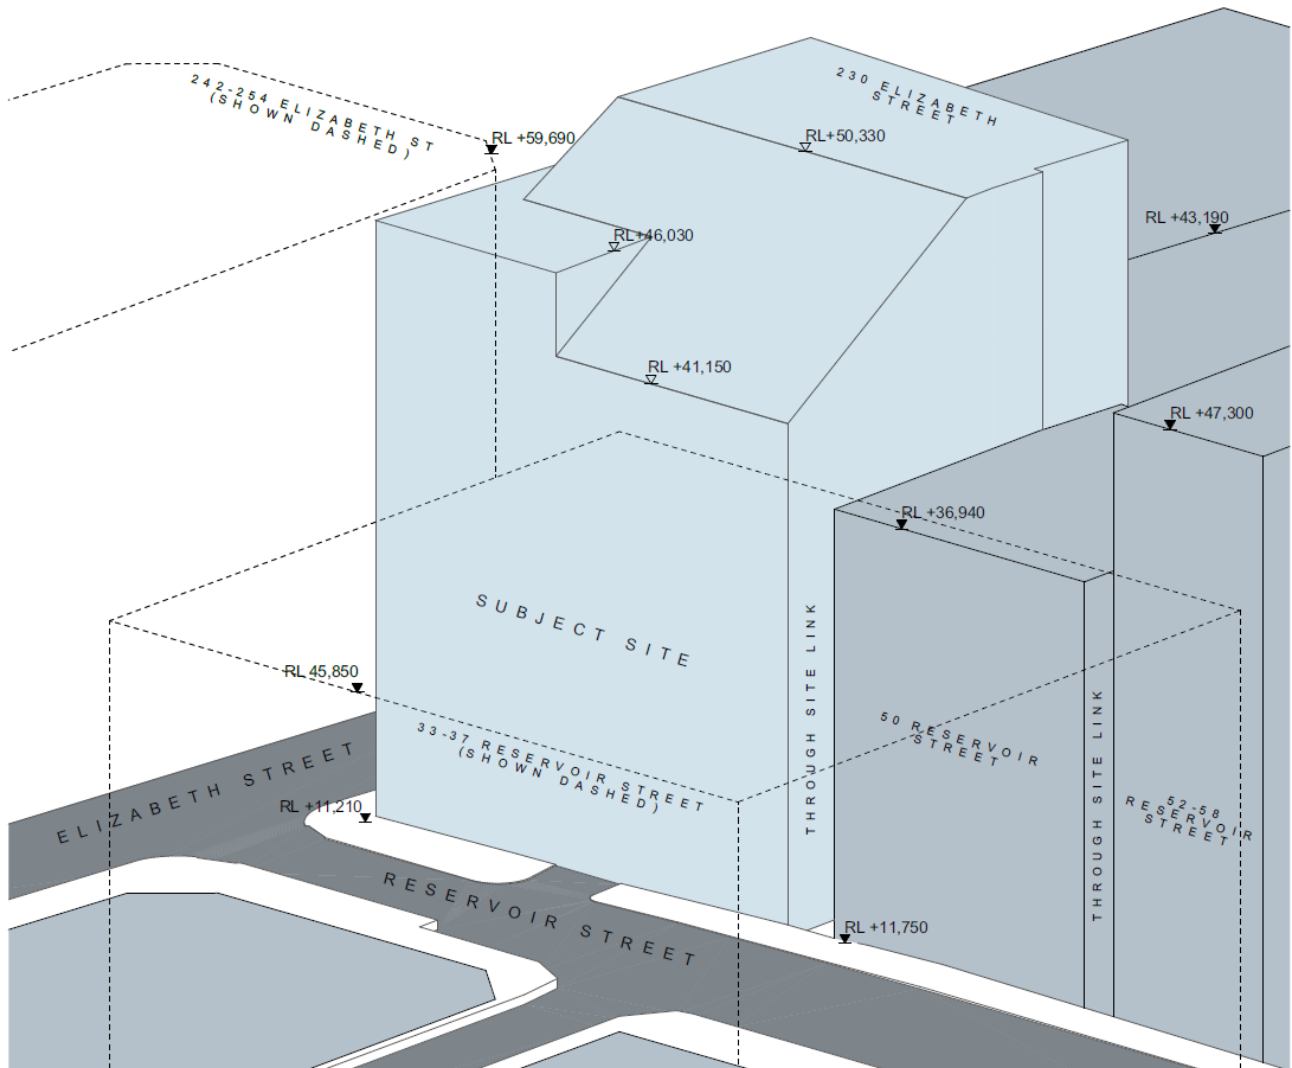 230 ELIZABETH
STREET
242-254 ELIZABETH ST
(SHOWN DASHED)
RL +59,690
RL+50,330
RL +43,190
RL+46,030
RL +41,150
RL +47,300
RL +36,940
SUBJECT SITE
THROUGH SITE LINK
RL 45,850
33-37 RESERVOIR STREET
(SHOWN DASHED)
50 RESERVOIR
STREET
THROUGH SITE LINK
52-58
RESERVOIR
STREET
ELIZABETH STREET
RL +11,210
RESERVOIR STREET
RL +11,750